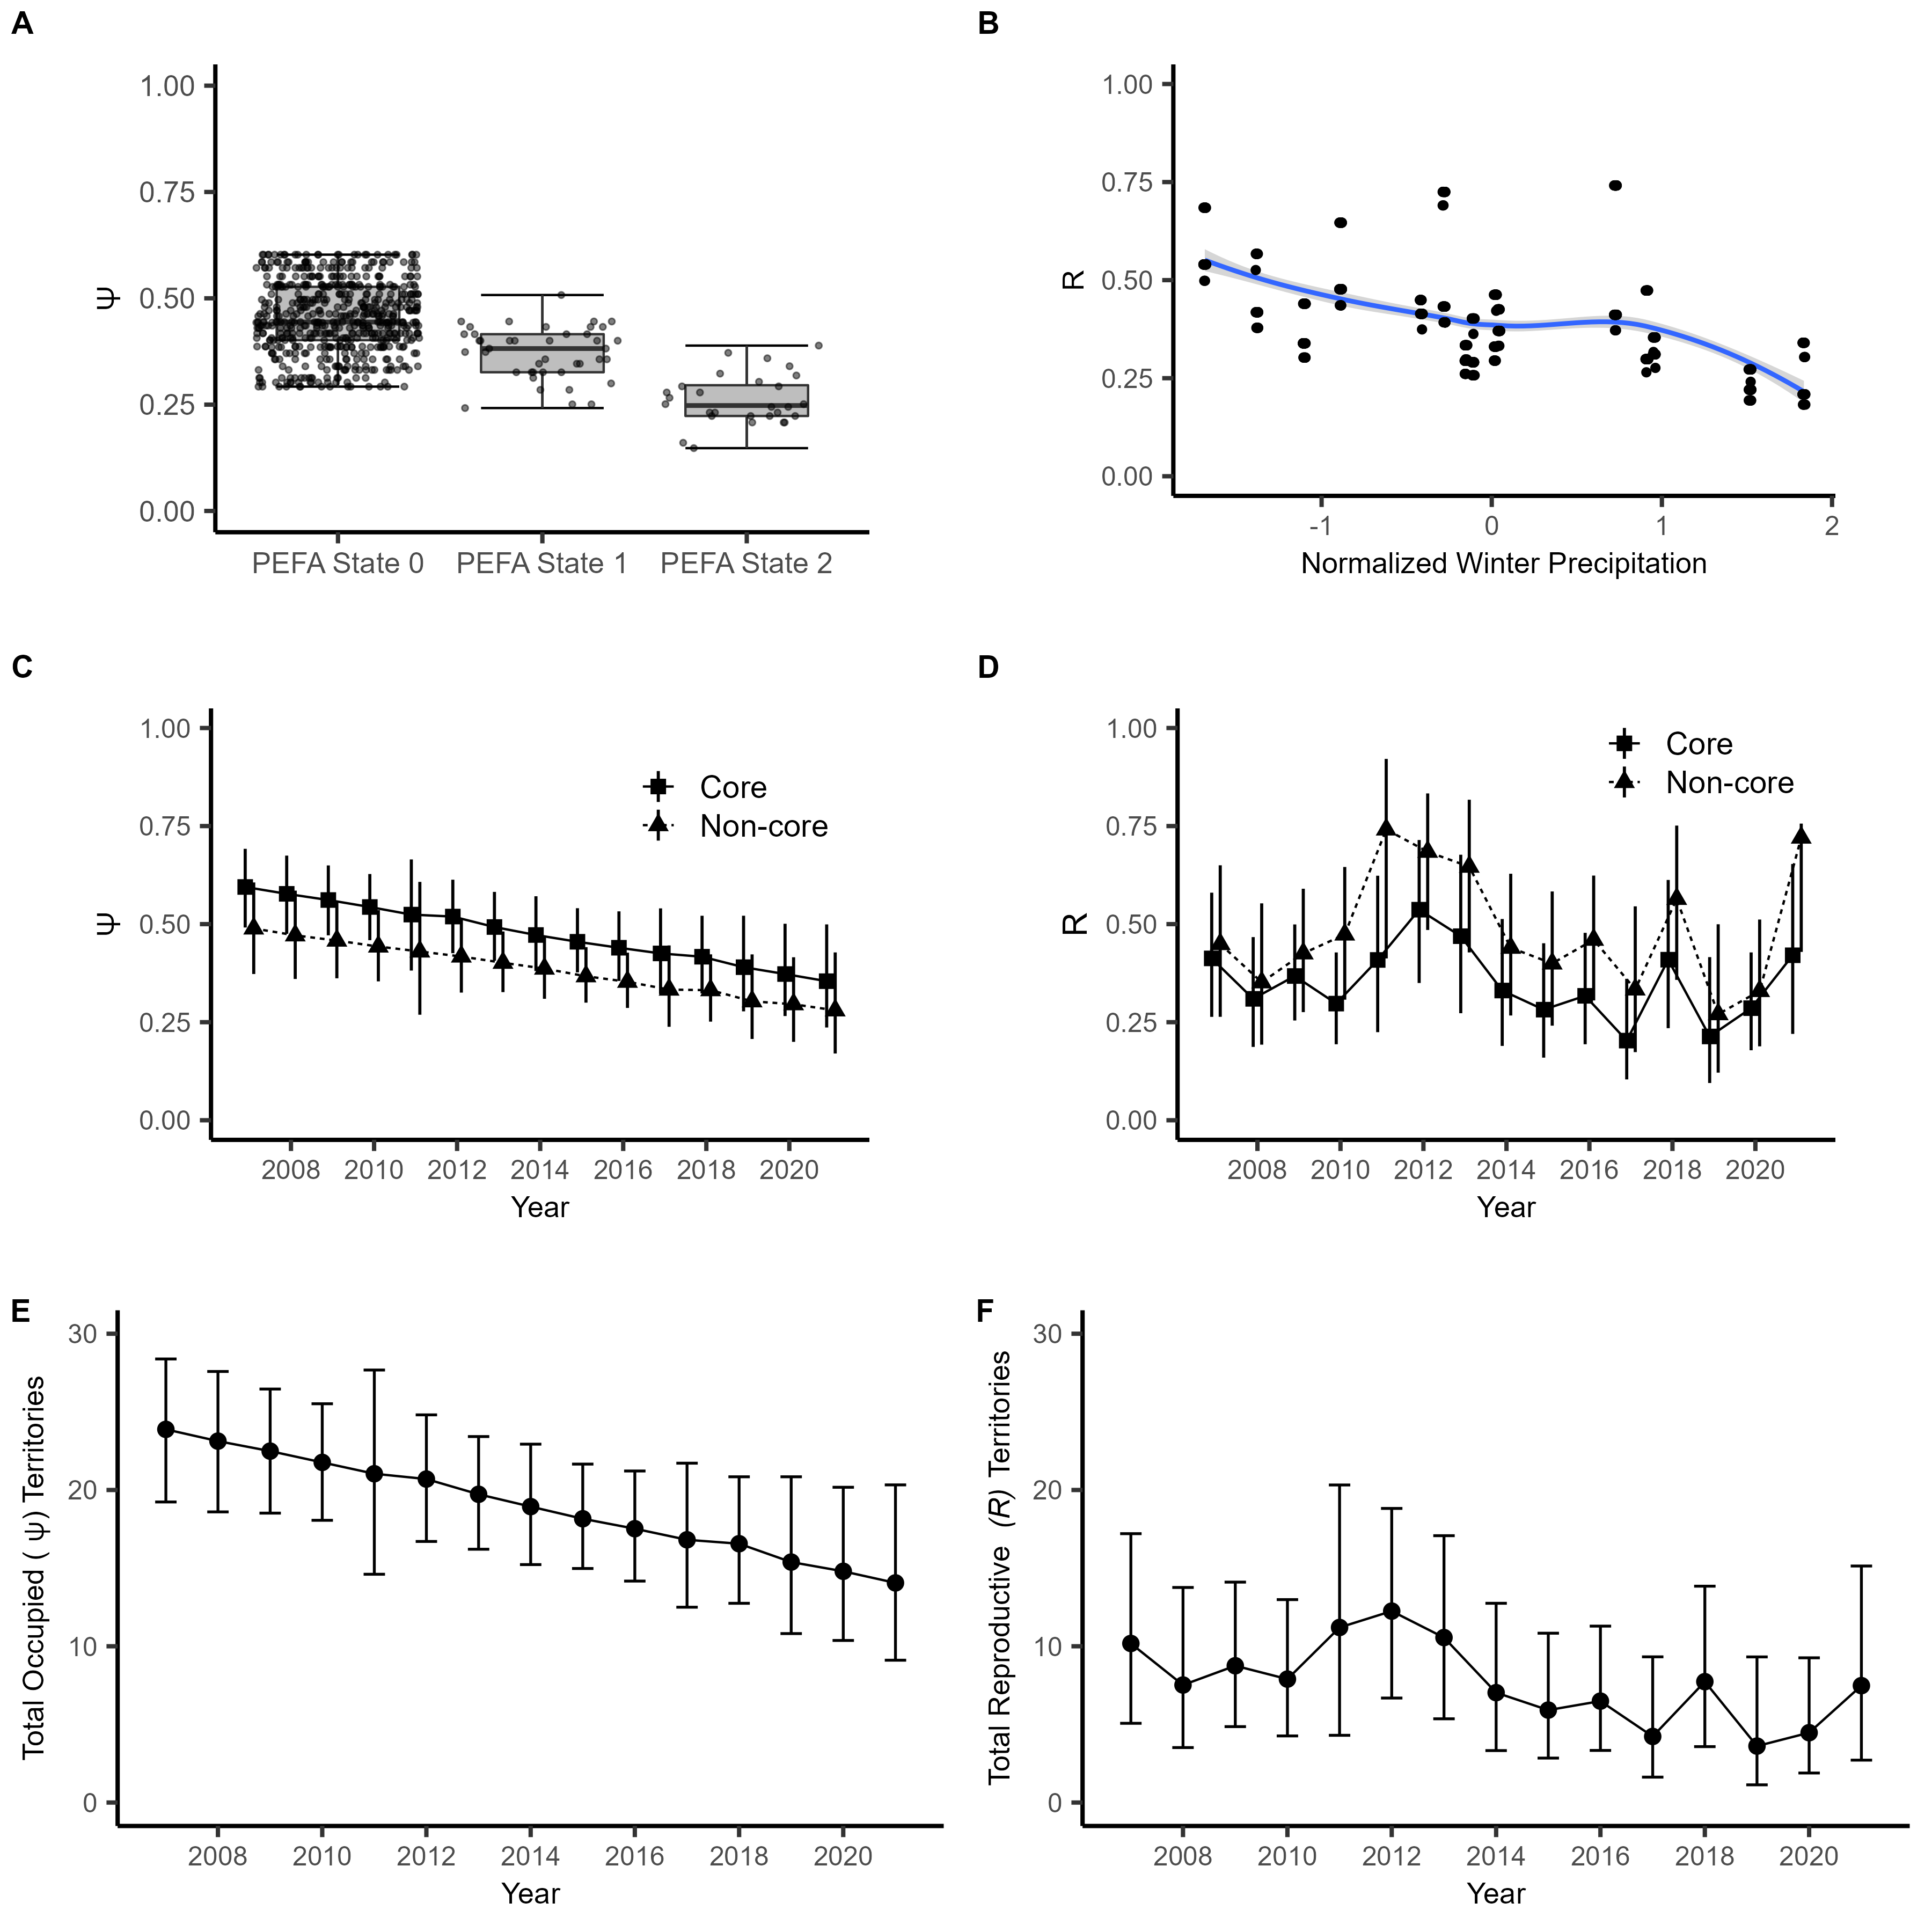 A
1.00
0.75
0.50
0.25
0.00
Ψ
PEFA State 0 PEFA State 1 PEFA State 2
B
1.00
0.75
0.50
0.25
0.00
R
-1 0 1 2
Normalized Winter Precipitation
C
1.00
0.75
0.50
0.25
0.00
Ψ
Core
Non-core
2008 2010 2012 2014 2016 2018 2020
Year
D
1.00
0.75
0.50
0.25
0.00
R
Core
Non-core
2008 2010 2012 2014 2016 2018 2020
Year
E
30
20
10
0
Total Occupied ( ψ) Territories
2008 2010 2012 2014 2016 2018 2020
Year
F
30
20
10
0
Total Reproductive (R) Territories
2008 2010 2012 2014 2016 2018 2020
Year